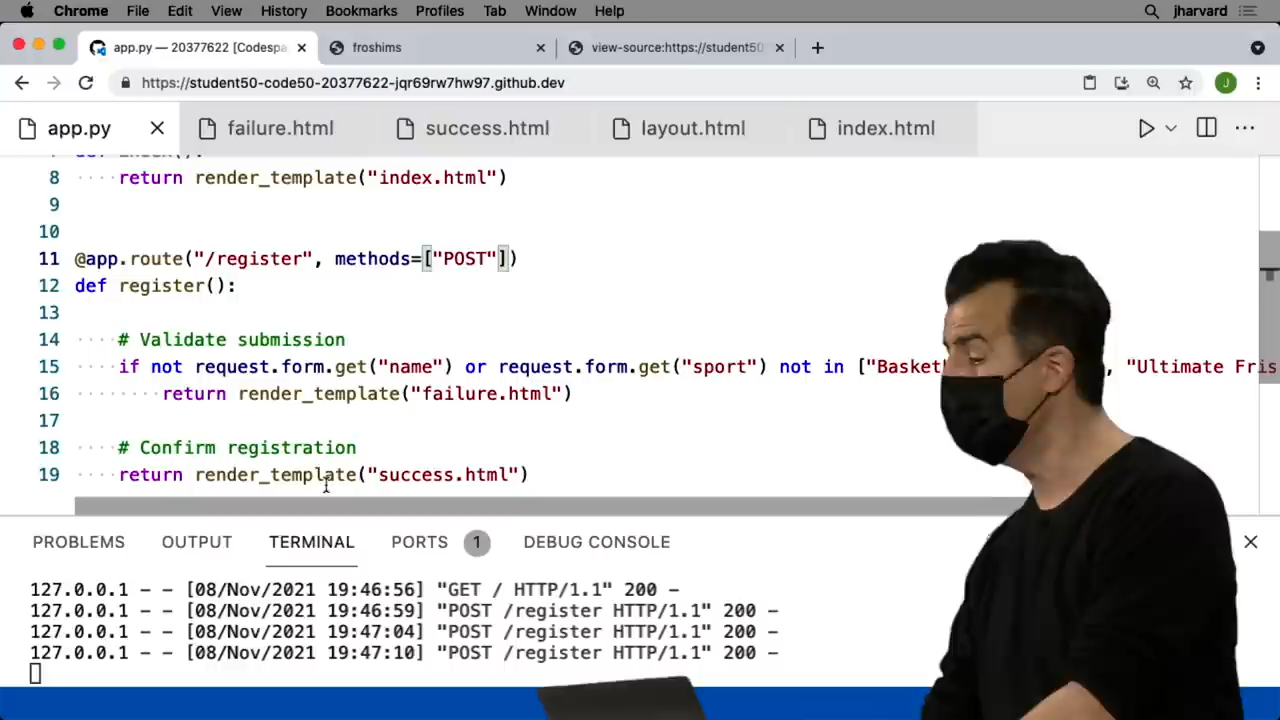 Chrome File Edit View History Bookmarks Profiles Tab Window Help jharvard
app.py — 20377622 [Codespa froshims view-source:https://student50
https://student50-code50-20377622-jqr69rw7hw97.github.dev J
app.py failure.html success.html layout.html index.html
8 return render_template("index.html")
9
10
11 @app.route("/register", methods=["POST"])
12 def register():
13
14 # Validate submission
15 if not request.form.get("name") or request.form.get("sport") not in ["Basket , "Ultimate Fris
16 return render_template("failure.html")
17
18 # Confirm registration
19 return render_template("success.html")
PROBLEMS OUTPUT TERMINAL PORTS 1 DEBUG CONSOLE
127.0.0.1 - - [08/Nov/2021 19:46:56] "GET / HTTP/1.1" 200 -
127.0.0.1 - - [08/Nov/2021 19:46:59] "POST /register HTTP/1.1" 200 -
127.0.0.1 - - [08/Nov/2021 19:47:04] "POST /register HTTP/1.1" 200 -
127.0.0.1 - - [08/Nov/2021 19:47:10] "POST /register HTTP/1.1" 200 -